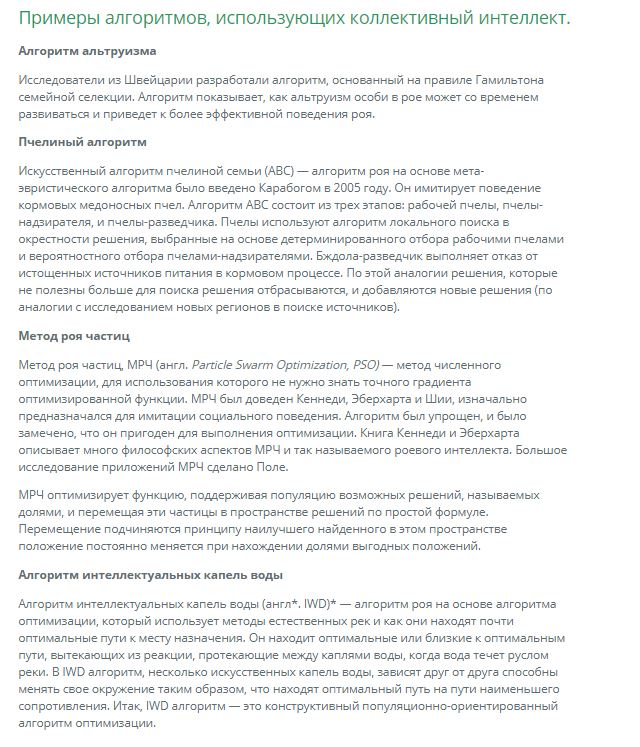 Примеры алгоритмов, использующих коллективный интеллект.
Алгоритм альтруизма
Исследователи из Швейцарии разработали алгоритм, основанный на правиле Гамильтона
семейной селекции. Алгоритм показывает, как альтруизм особи в рое может со временем
развиваться и приведет к более эффективной поведения роя.
Пчелиный алгоритм
Искусственный алгоритм пчелиной семьи (ABC) — алгоритм роя на основе мета-
эвристического алгоритма было введено Карабогом в 2005 году. Он имитирует поведение
кормовых медоносных пчел. Алгоритм ABC состоит из трех этапов: рабочей пчелы, пчелы-
надзирателя, и пчелы-разведчика. Пчелы используют алгоритм локального поиска в
окрестности решения, выбранные на основе детерминированного отбора рабочими пчелами
и вероятностного отбора пчелами-надзирателями. Бждола-разведчик выполняет отказ от
истощенных источников питания в кормовом процессе. По этой аналогии решения, которые
не полезны больше для поиска решения отбрасываются, и добавляются новые решения (по
аналогии с исследованием новых регионов в поиске источников).
Метод роя частиц
Метод роя частиц, МРЧ (англ. Particle Swarm Optimization, PSO) — метод численного
оптимизации, для использования которого не нужно знать точного градиента
оптимизированной функции. МРЧ был доведен Кеннеди, Эберхарта и Шии, изначально
предназначался для имитации социального поведения. Алгоритм был упрощен, и было
замечено, что он пригоден для выполнения оптимизации. Книга Кеннеди и Эберхарта
описывает много философских аспектов МРЧ и так называемого роевого интеллекта. Большое
исследование приложений МРЧ сделано Поле.
МРЧ оптимизирует функцию, поддерживая популяцию возможных решений, называемых
долями, и перемещая эти частицы в пространстве решений по простой формуле.
Перемещение подчиняются принципу наилучшего найденного в этом пространстве
положение постоянно меняется при нахождении долями выгодных положений.
Алгоритм интеллектуальных капель воды
Алгоритм интеллектуальных капель воды (англ*. IWD)* — алгоритм роя на основе алгоритма
оптимизации, который использует методы естественных рек и как они находят почти
оптимальные пути к месту назначения. Он находит оптимальные или близкие к оптимальным
пути, вытекающих из реакции, протекающие между каплями воды, когда вода течет руслом
реки. В IWD алгоритм, несколько искусственных капель воды, зависят друг от друга способны
менять свое окружение таким образом, что находят оптимальный путь на пути наименьшего
сопротивления. Итак, IWD алгоритм — это конструктивный популяционно-ориентированный
алгоритм оптимизации.